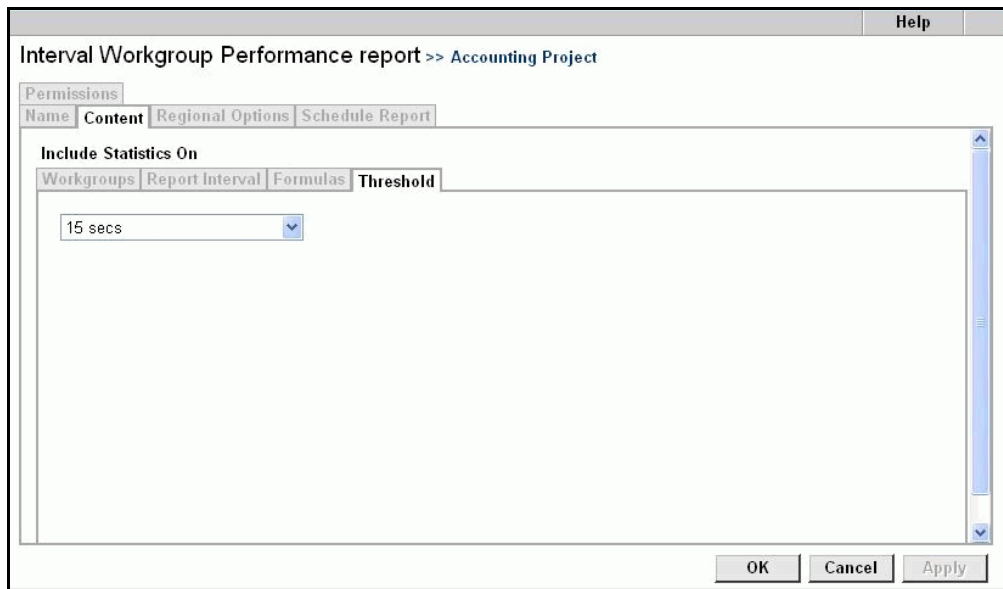 Help
Interval Workgroup Performance report >> Accounting Project
Permissions
Name Content Regional Options Schedule Report
Include Statistics On
Workgroups Report Interval Formulas Threshold
15 secs
OK Cancel Apply